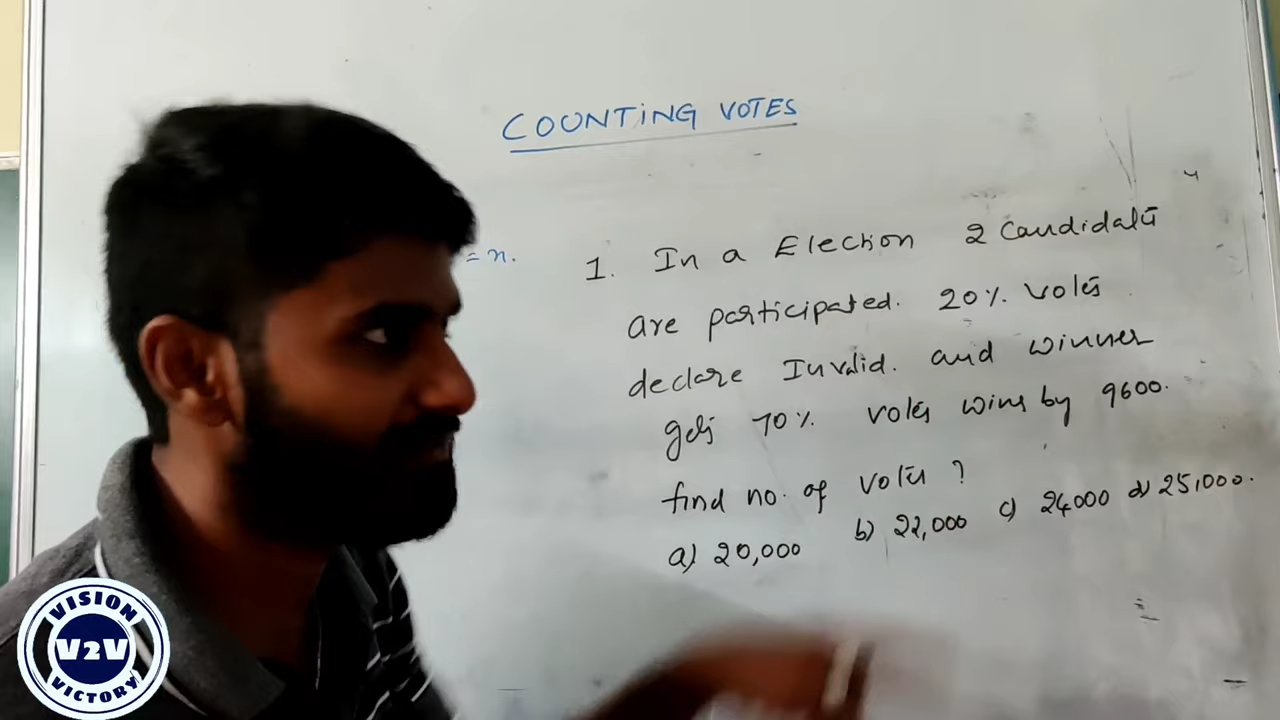 COUNTING VOTES
= n.
1. In a Election 2 Candidates
are participated. 20% Votes
declare Invalid. and winner
gets 70% votes wins by 9600.
find no. of votes ?
a) 20,000 b) 22,000 c) 24000 d) 25,000.
VISION
V2V
VICTORY